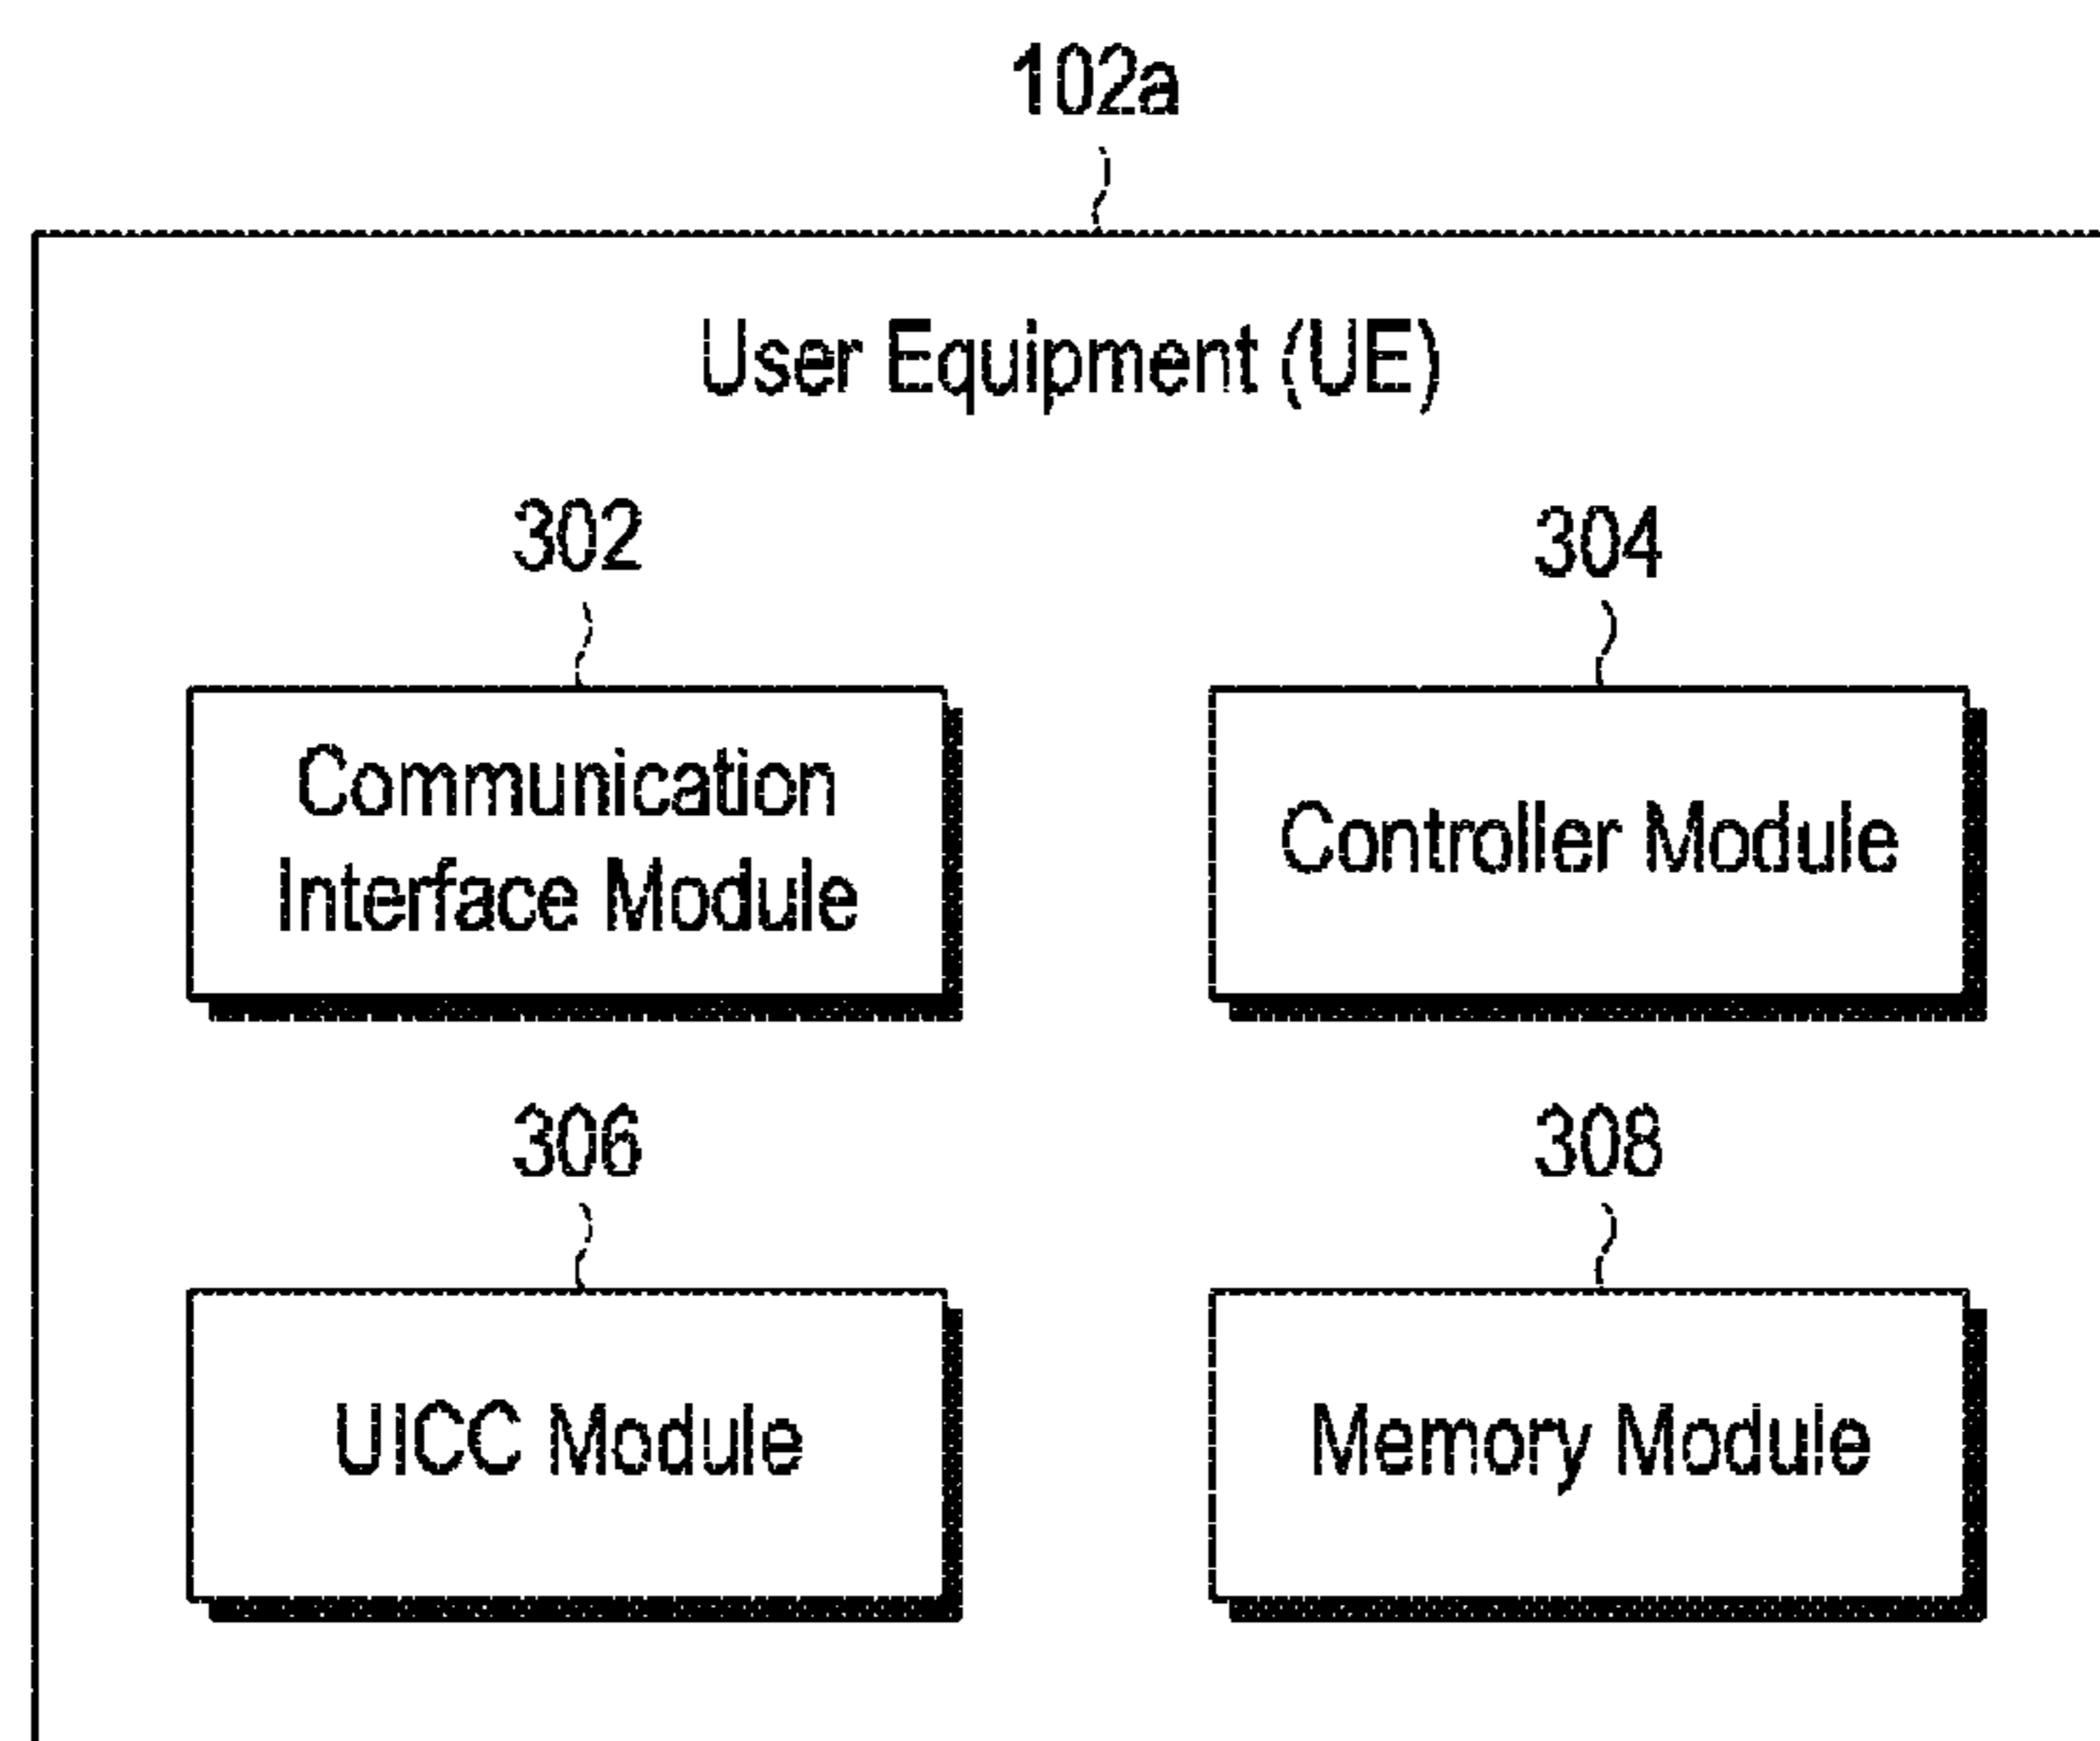 102a
User Equipment (UE)
302
304
Communication
Interface Module
Controller Module
306
308
UICC Module
Memory Module